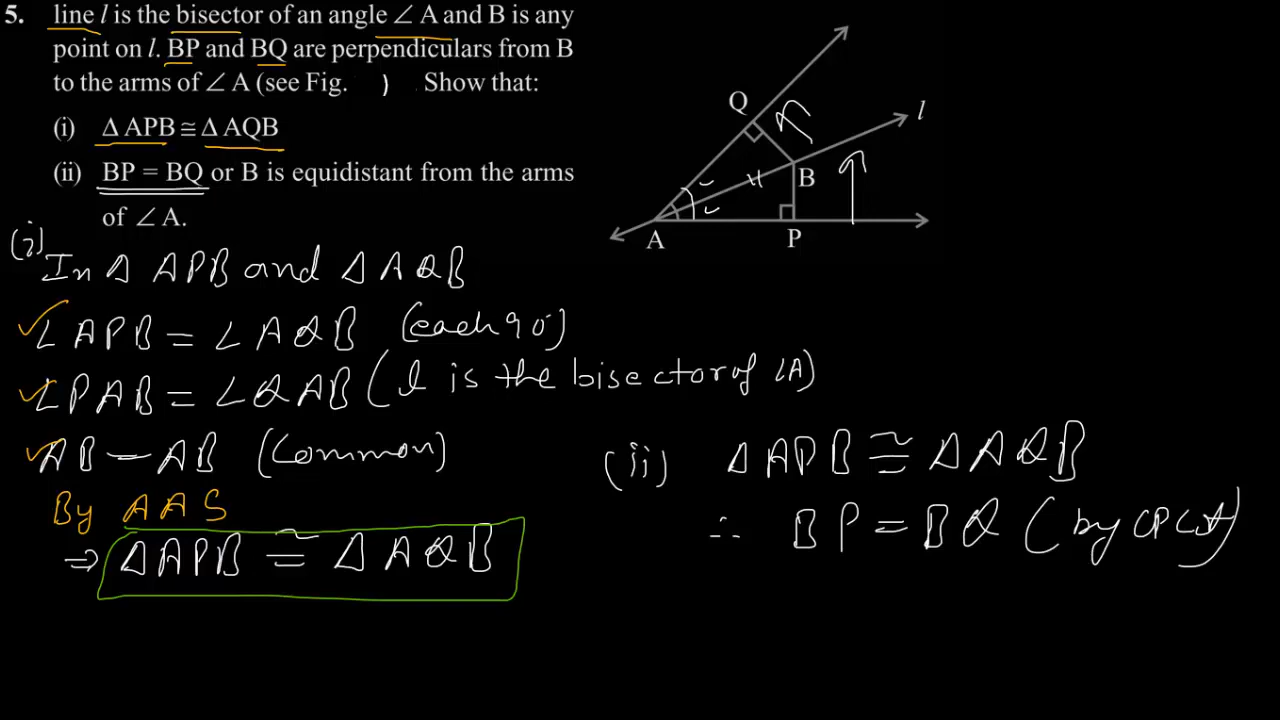 5. line l is the bisector of an angle ∠ A and B is any
point on l. BP and BQ are perpendiculars from B
to the arms of ∠ A (see Fig. ) Show that:
(i) Δ APB ≅ Δ AQB
(ii) BP = BQ or B is equidistant from the arms
of ∠ A.
Q
l
B
A
P
(i)
In Δ APB and Δ AQB
∠APB = ∠AQB (each 90°)
∠PAB = ∠QAB (l is the bisector of ∠A)
AB = AB (Common)
By AAS
⇒ ΔAPB ≅ ΔAQB
(ii) ΔAPB ≅ ΔAQB
∴ BP = BQ (by CPCT)